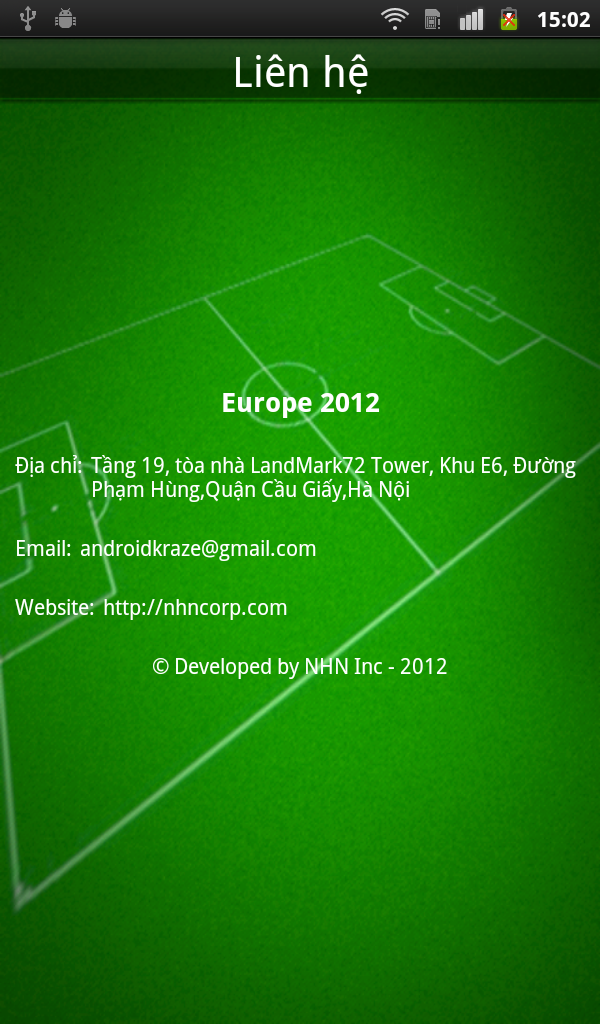 15:02
Liên hệ
Europe 2012
Địa chỉ: Tầng 19, tòa nhà LandMark72 Tower, Khu E6, Đường
Phạm Hùng,Quận Cầu Giấy,Hà Nội
Email: androidkraze@gmail.com
Website: http://nhncorp.com
© Developed by NHN Inc - 2012